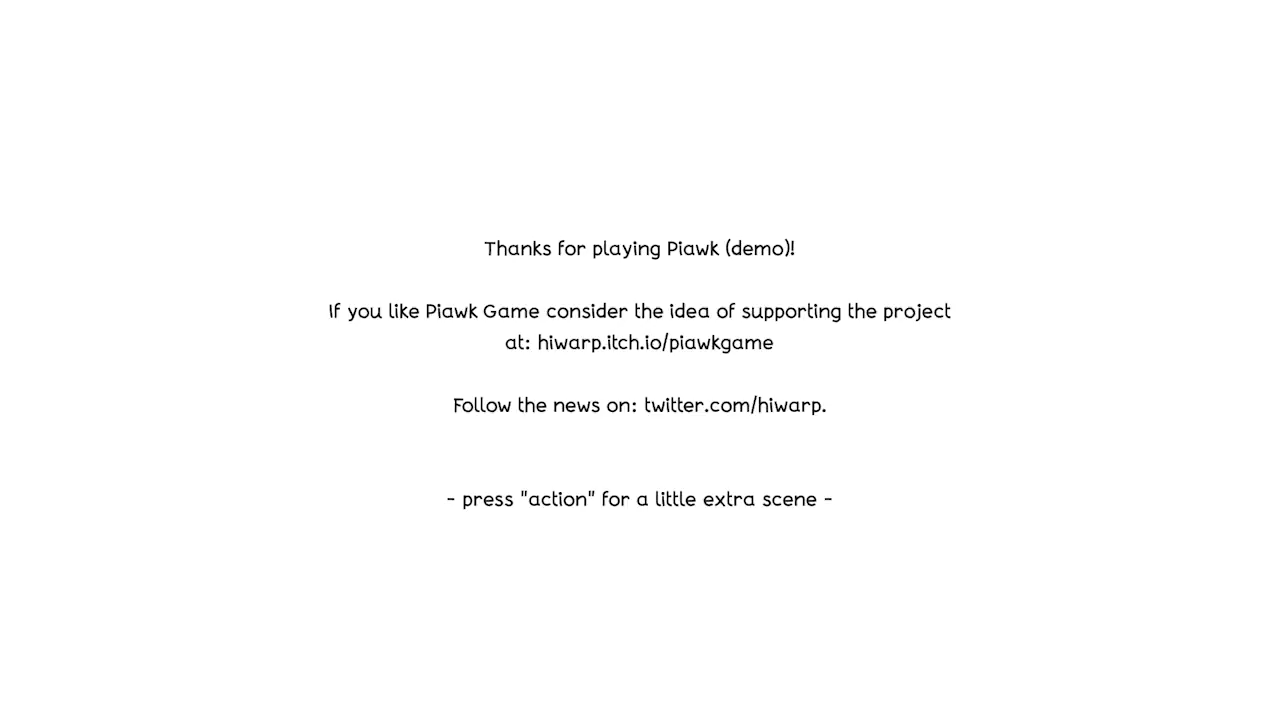 Thanks for playing Piawk (demo)!
If you like Piawk Game consider the idea of supporting the project
at: hiwarp.itch.io/piawkgame
Follow the news on: twitter.com/hiwarp.
- press "action" for a little extra scene -